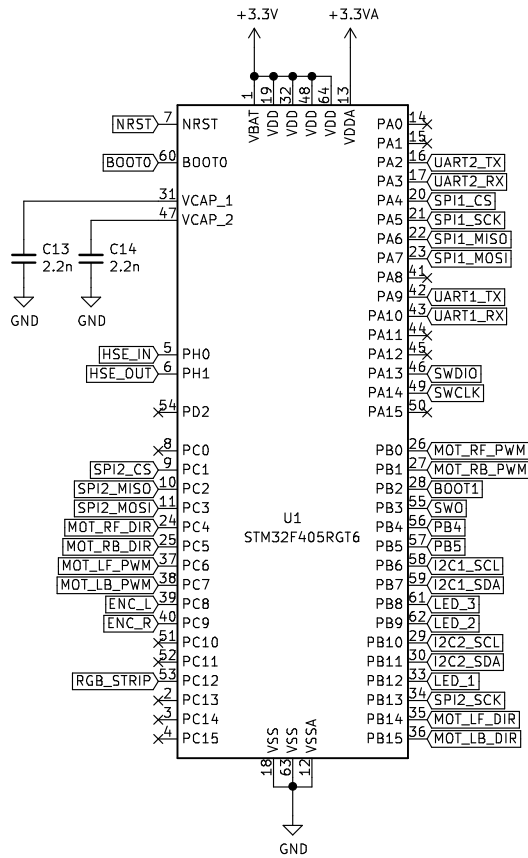 +3.3V +3.3VA
1 19 32 48 64 13
VBAT VDD VDD VDD VDD VDDA
NRST 7 NRST
BOOT0 60 BOOT0
31 VCAP_1
47 VCAP_2
C13 2.2n
C14 2.2n
GND GND
HSE_IN 5 PH0
HSE_OUT 6 PH1
54 PD2
8 PC0
SPI2_CS 9 PC1
SPI2_MISO 10 PC2
SPI2_MOSI 11 PC3
MOT_RF_DIR 24 PC4
MOT_RB_DIR 25 PC5
MOT_LF_PWM 37 PC6
MOT_LB_PWM 38 PC7
ENC_L 39 PC8
ENC_R 40 PC9
51 PC10
52 PC11
RGB_STRIP 53 PC12
2 PC13
3 PC14
4 PC15
U1
STM32F405RGT6
PA0 14
PA1 15
PA2 16 UART2_TX
PA3 17 UART2_RX
PA4 20 SPI1_CS
PA5 21 SPI1_SCK
PA6 22 SPI1_MISO
PA7 23 SPI1_MOSI
PA8 41
PA9 42 UART1_TX
PA10 43 UART1_RX
PA11 44
PA12 45
PA13 46 SWDIO
PA14 49 SWCLK
PA15 50
PB0 26 MOT_RF_PWM
PB1 27 MOT_RB_PWM
PB2 28 BOOT1
PB3 55 SWO
PB4 56 PB4
PB5 57 PB5
PB6 58 I2C1_SCL
PB7 59 I2C1_SDA
PB8 61 LED_3
PB9 62 LED_2
PB10 29 I2C2_SCL
PB11 30 I2C2_SDA
PB12 33 LED_1
PB13 34 SPI2_SCK
PB14 35 MOT_LF_DIR
PB15 36 MOT_LB_DIR
VSS VSS VSSA
18 63 12
GND